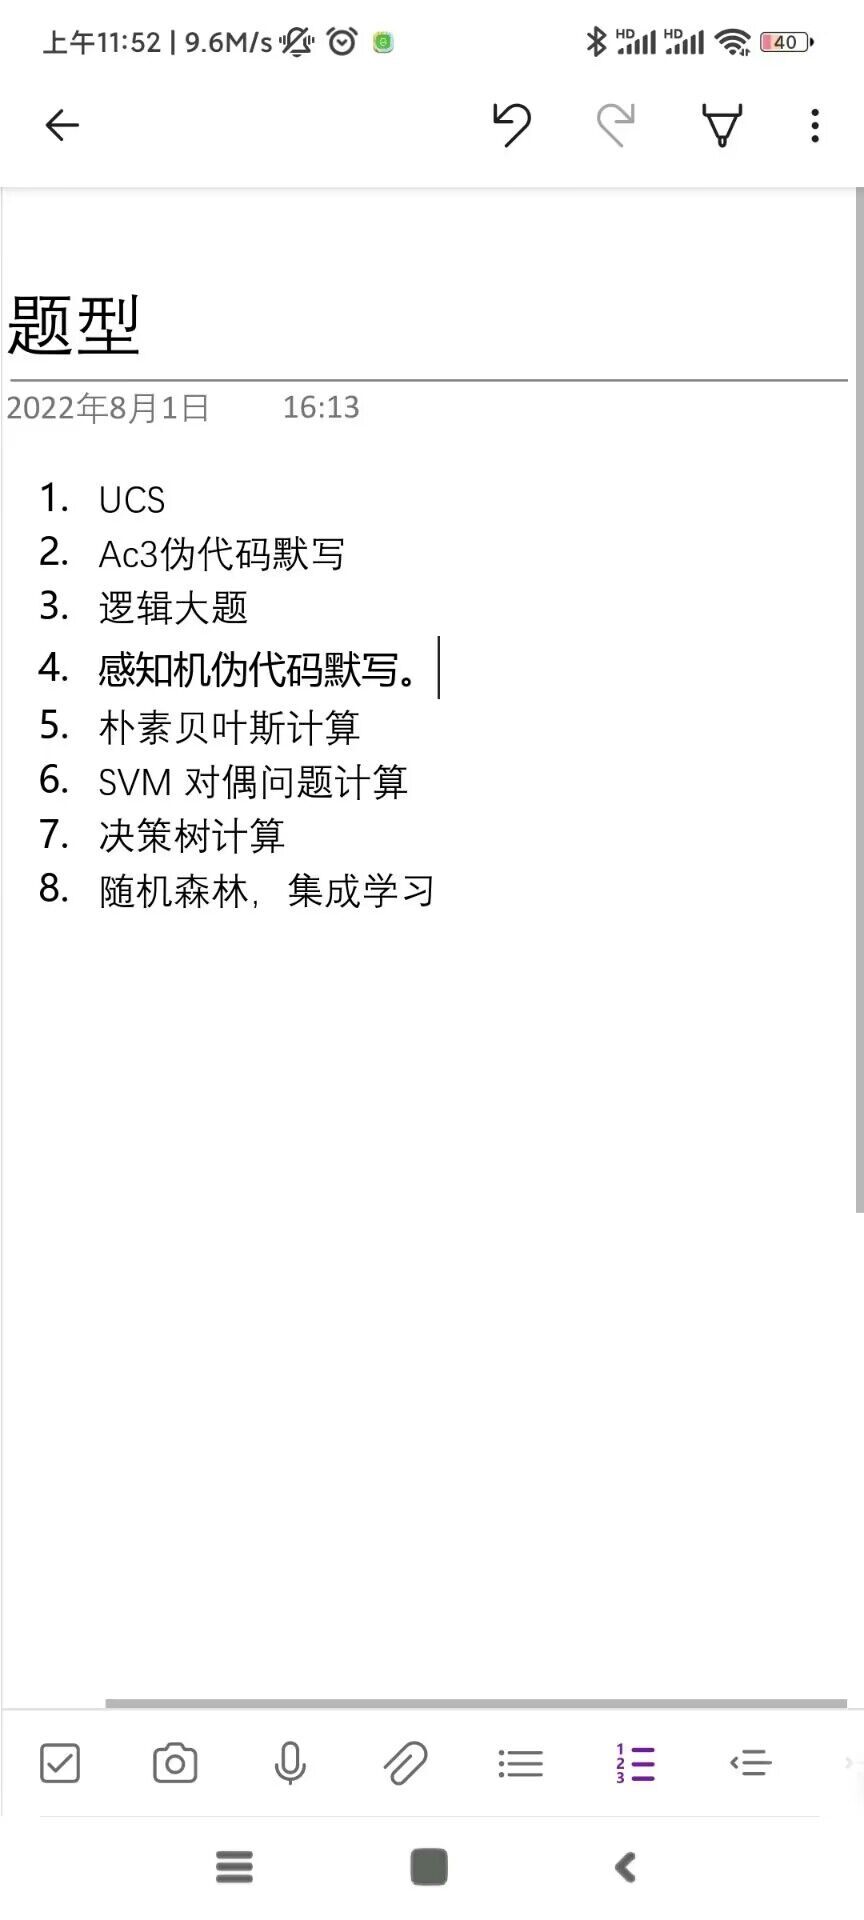 上午11:52 | 9.6M/s
HD HD 40
题型
2022年8月1日 16:13
1. UCS
2. Ac3伪代码默写
3. 逻辑大题
4. 感知机伪代码默写。
5. 朴素贝叶斯计算
6. SVM 对偶问题计算
7. 决策树计算
8. 随机森林，集成学习
1
2
3